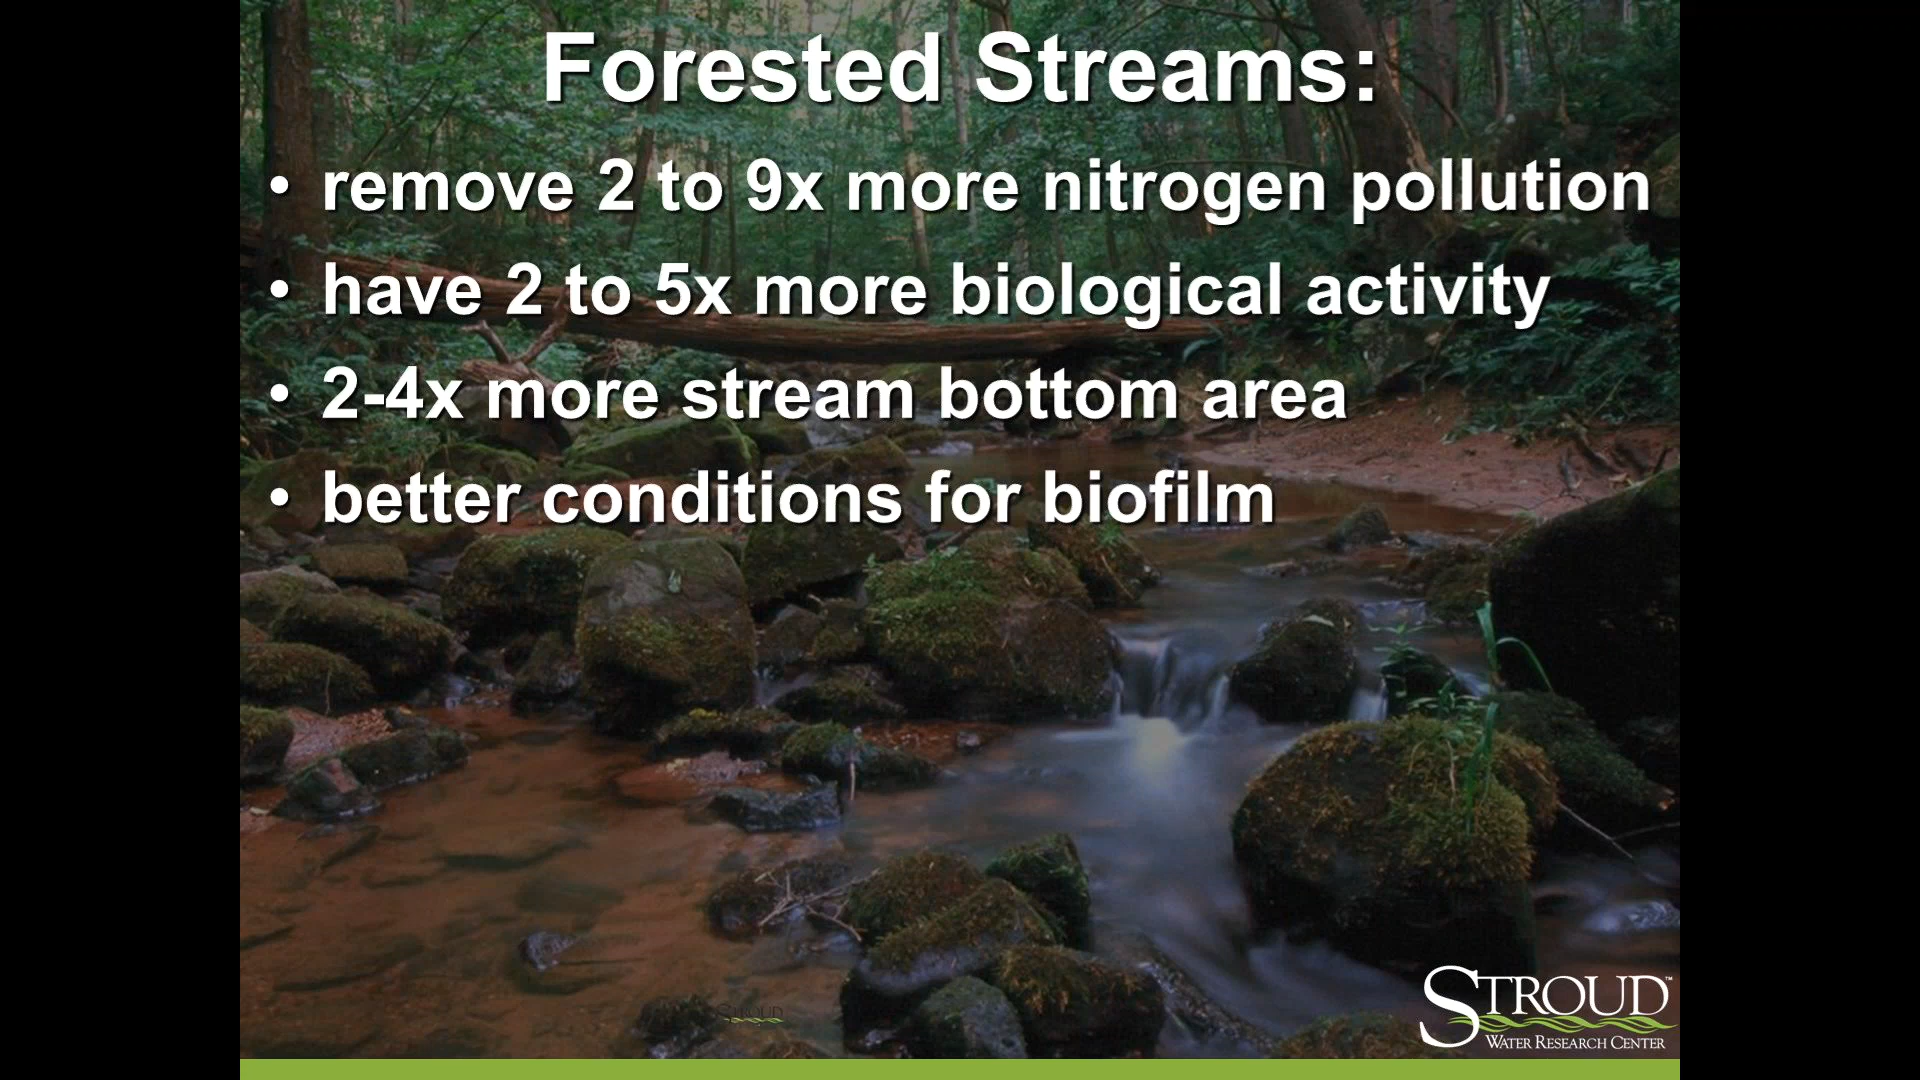 Forested Streams:
• remove 2 to 9x more nitrogen pollution
• have 2 to 5x more biological activity
• 2-4x more stream bottom area
• better conditions for biofilm
STROUD
STROUD™
WATER RESEARCH CENTER